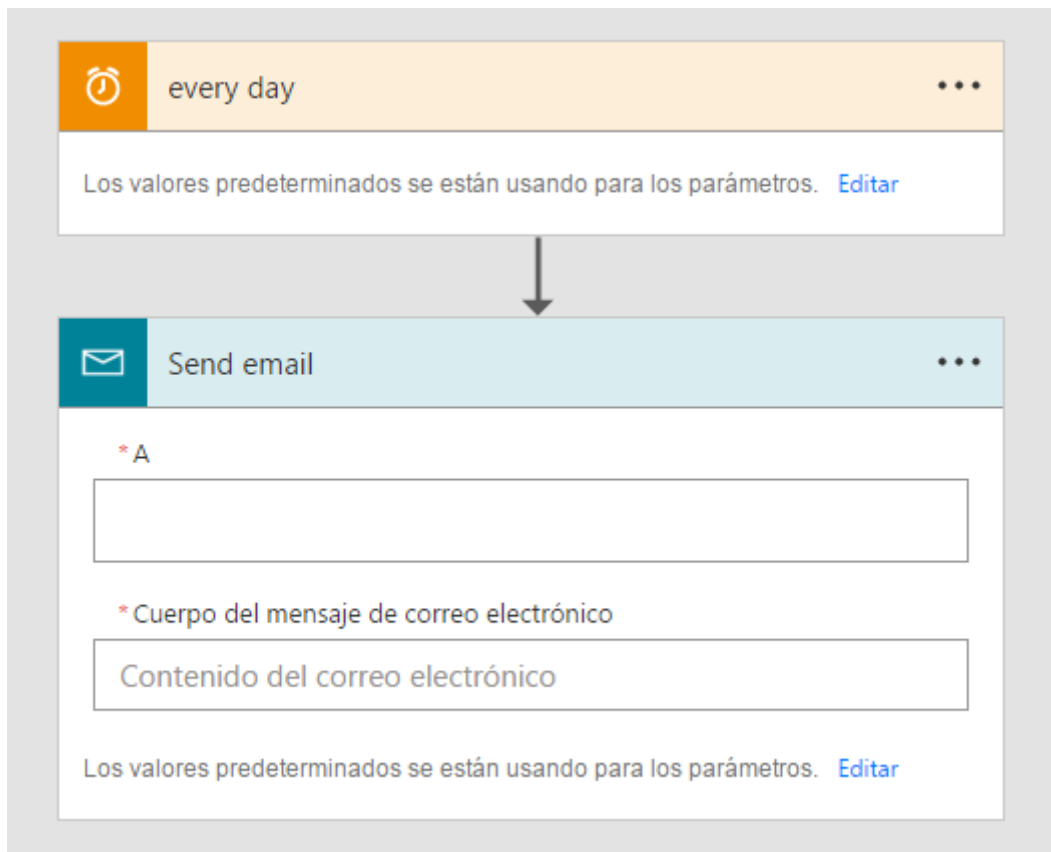 every day
Los valores predeterminados se están usando para los parámetros. Editar
Send email
* A
* Cuerpo del mensaje de correo electrónico
Contenido del correo electrónico
Los valores predeterminados se están usando para los parámetros. Editar